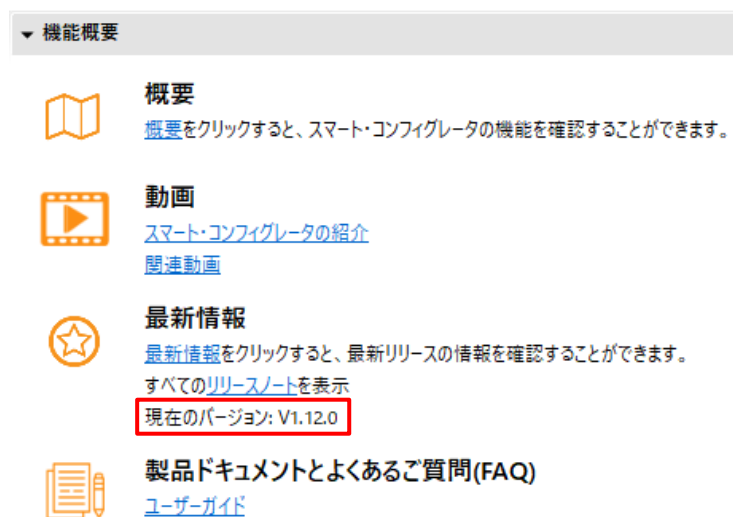 機能概要
概要
概要をクリックすると、スマート・コンフィグレータの機能を確認することができます。
動画
スマート・コンフィグレータの紹介
関連動画
最新情報
最新情報をクリックすると、最新リリースの情報を確認することができます。
すべてのリリースノートを表示
現在のバージョン: V1.12.0
製品ドキュメントとよくあるご質問(FAQ)
ユーザーガイド